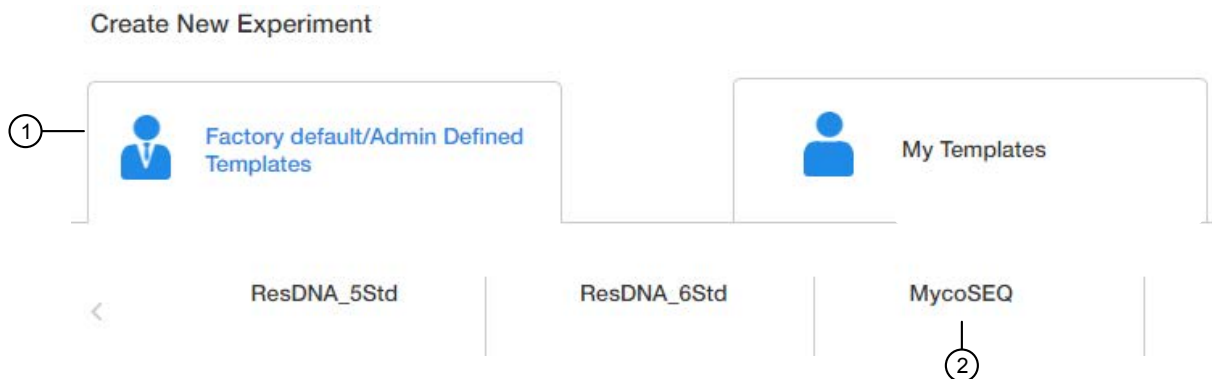 Create New Experiment
1
Factory default/Admin Defined
Templates
My Templates
<
ResDNA_5Std
ResDNA_6Std
MycoSEQ
2